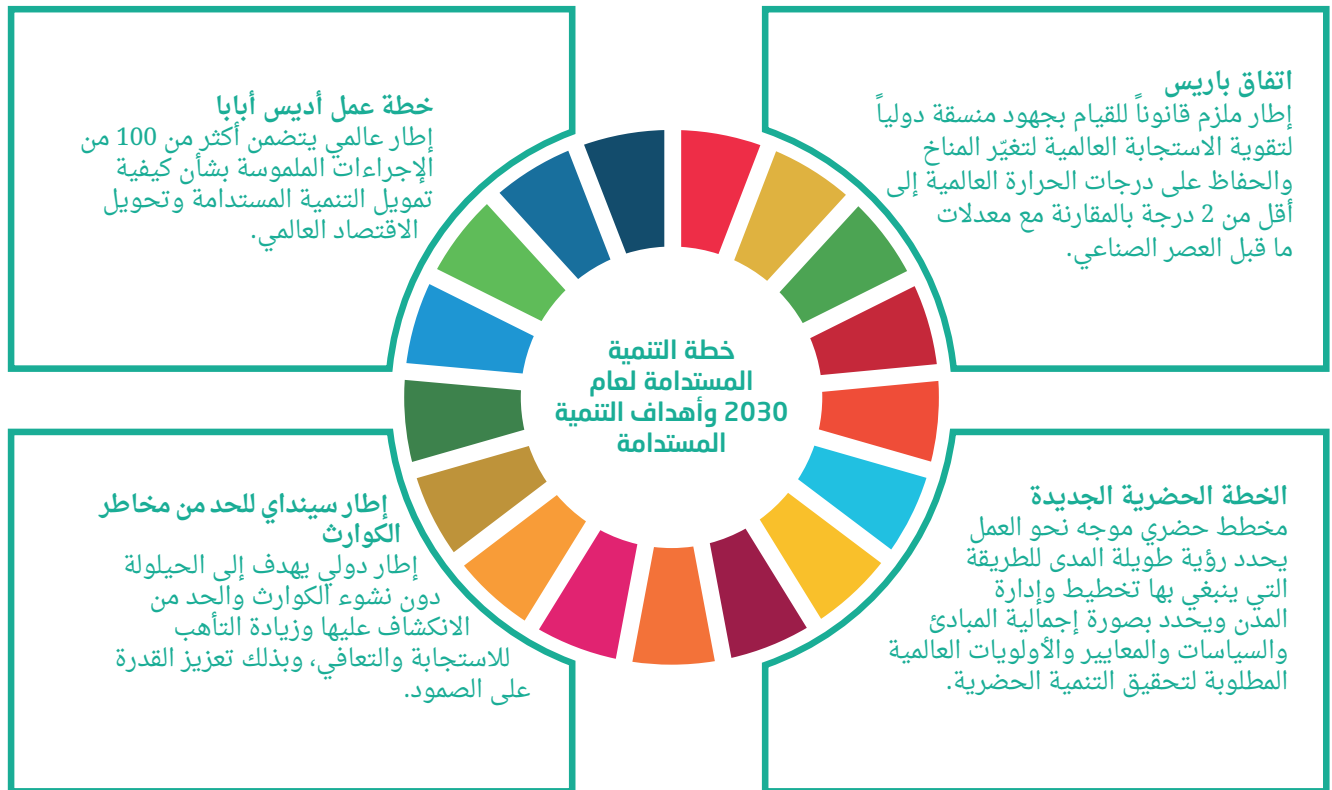 اتفاق باريس
إطار ملزم قانوناً للقيام بجهود منسقة دولياً
لتقوية الاستجابة العالمية لتغيّر المناخ
والحفاظ على درجات الحرارة العالمية إلى
أقل من 2 درجة بالمقارنة مع معدلات
ما قبل العصر الصناعي.
خطة عمل أديس أبابا
إطار عالمي يتضمن أكثر من 100 من
الإجراءات الملموسة بشأن كيفية
تمويل التنمية المستدامة وتحويل
الاقتصاد العالمي.
خطة التنمية
المستدامة لعام
2030 وأهداف التنمية
المستدامة
الخطة الحضرية الجديدة
مخطط حضري موجه نحو العمل
يحدد رؤية طويلة المدى للطريقة
التي ينبغي بها تخطيط وإدارة
المدن ويحدد بصورة إجمالية المبادئ
والسياسات والمعايير والأولويات العالمية
المطلوبة لتحقيق التنمية الحضرية.
إطار سينداي للحد من مخاطر
الكوارث
إطار دولي يهدف إلى الحيلولة
دون نشوء الكوارث والحد من
الانكشاف عليها وزيادة التأهب
للاستجابة والتعافي، وبذلك تعزيز القدرة
على الصمود.